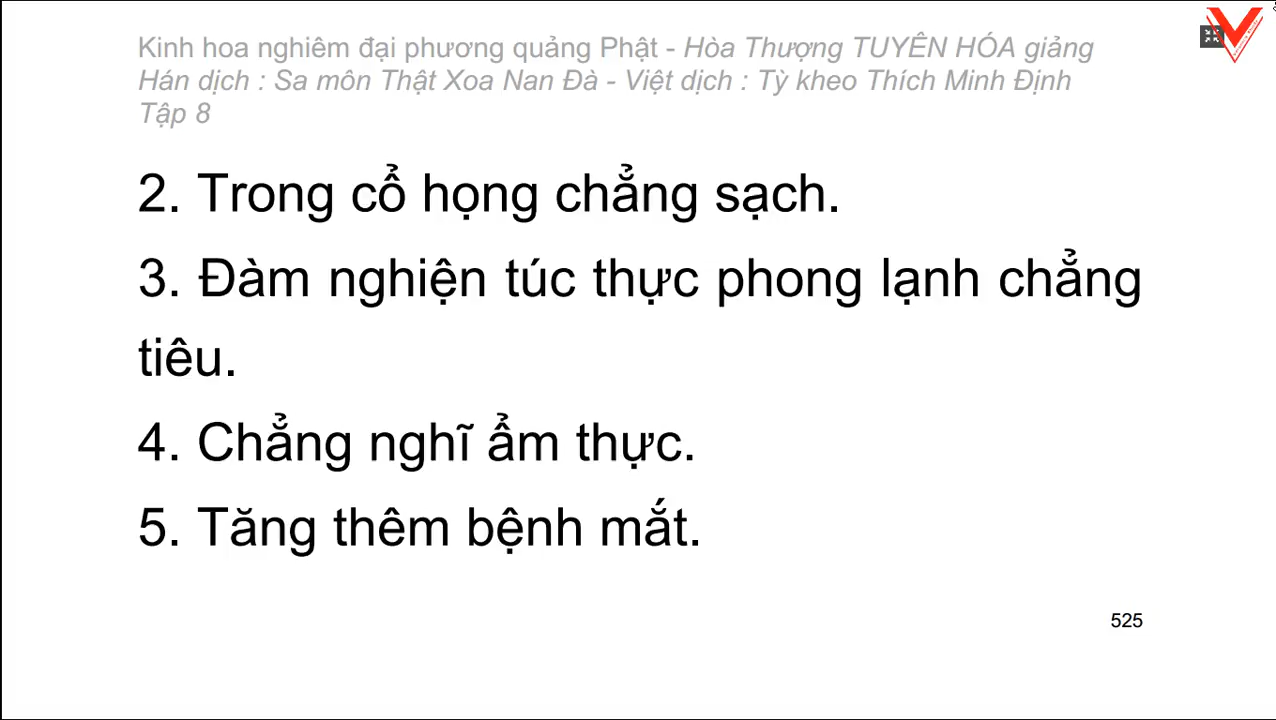 Kinh hoa nghiêm đại phương quảng Phật - Hòa Thượng TUYÊN HÓA giảng
Hán dịch : Sa môn Thật Xoa Nan Đà - Việt dịch : Tỳ kheo Thích Minh Định
Tập 8
2. Trong cổ họng chẳng sạch.
3. Đàm nghiện túc thực phong lạnh chẳng
tiêu.
4. Chẳng nghĩ ẩm thực.
5. Tăng thêm bệnh mắt.
525